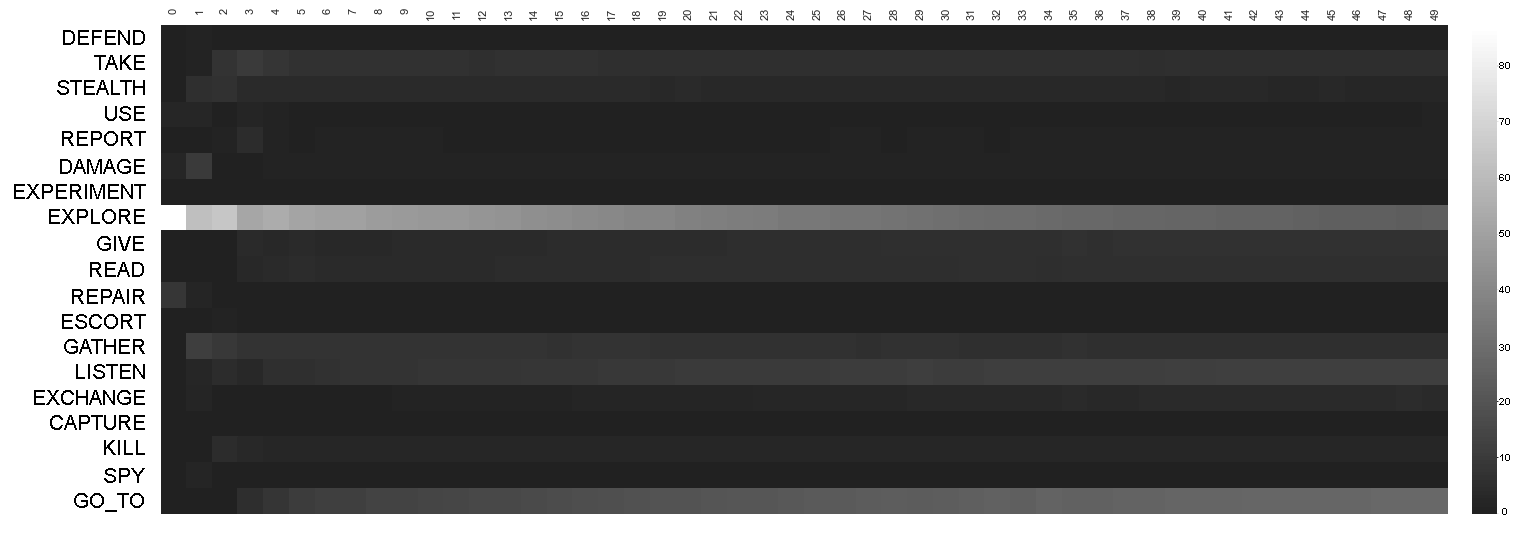 0 1 2 3 4 5 6 7 8 9 10 11 12 13 14 15 16 17 18 19 20 21 22 23 24 25 26 27 28 29 30 31 32 33 34 35 36 37 38 39 40 41 42 43 44 45 46 47 48 49
DEFEND
TAKE
STEALTH
USE
REPORT
DAMAGE
EXPERIMENT
EXPLORE
GIVE
READ
REPAIR
ESCORT
GATHER
LISTEN
EXCHANGE
CAPTURE
KILL
SPY
GO_TO
80
70
60
50
40
30
20
10
0